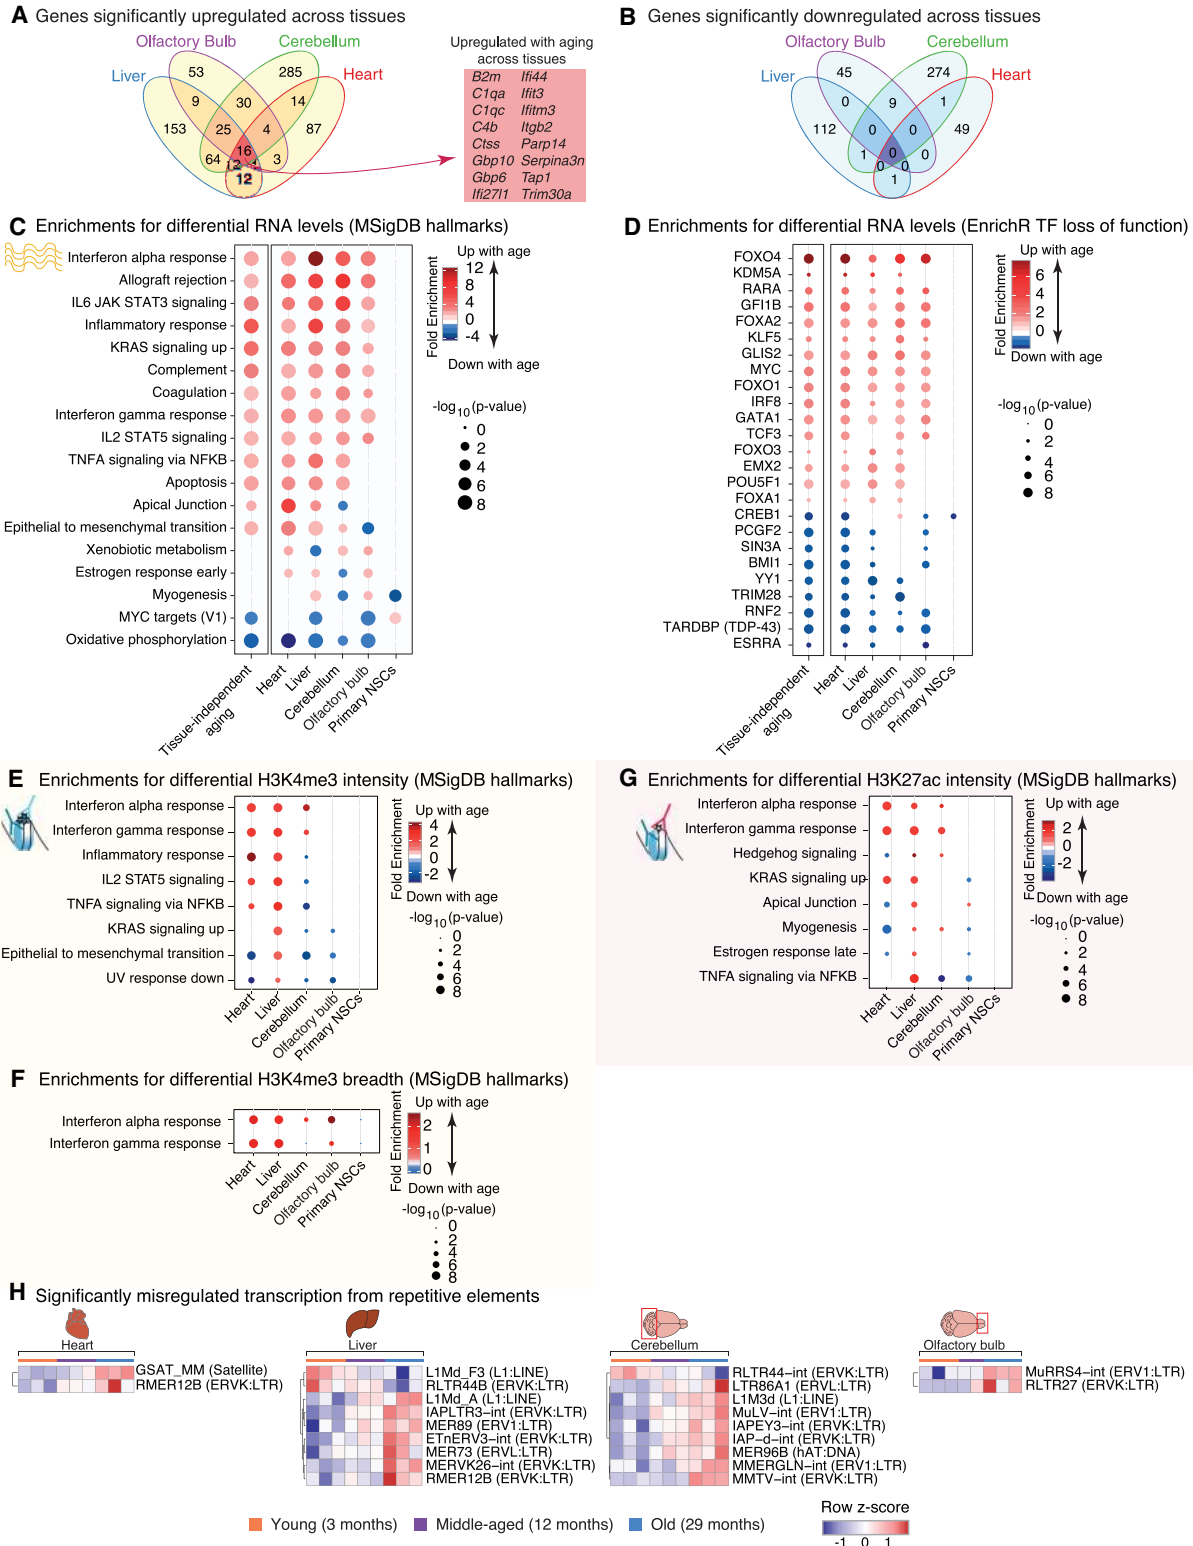 A Genes significantly upregulated across tissues
Olfactory Bulb
Cerebellum
Liver
Heart
53
285
9
30
14
153
25
4
87
16
64
3
12
Upregulated with aging
across tissues
B2m Ifi44
C1qa Ifit3
C1qc Ifitm3
C4b Itgb2
Ctss Parp14
Gbp10 Serpina3n
Gbp6 Tap1
Ifi27l1 Trim30a
B Genes significantly downregulated across tissues
Olfactory Bulb
Cerebellum
Liver
Heart
45
274
0
9
1
112
0
0
49
1
0
0
0
0
1
C Enrichments for differential RNA levels (MSigDB hallmarks)
Interferon alpha response
Allograft rejection
IL6 JAK STAT3 signaling
Inflammatory response
KRAS signaling up
Complement
Coagulation
Interferon gamma response
IL2 STAT5 signaling
TNFA signaling via NFKB
Apoptosis
Apical Junction
Epithelial to mesenchymal transition
Xenobiotic metabolism
Estrogen response early
Myogenesis
MYC targets (V1)
Oxidative phosphorylation
Tissue-independent
aging
Heart
Liver
Cerebellum
Olfactory bulb
Primary NSCs
Up with age
Fold Enrichment
12
8
4
0
-4
Down with age
-log10(p-value)
0
2
4
6
8
D Enrichments for differential RNA levels (EnrichR TF loss of function)
FOXO4
KDM5A
RARA
GFI1B
FOXA2
KLF5
GLIS2
MYC
FOXO1
IRF8
GATA1
TCF3
FOXO3
EMX2
POU5F1
FOXA1
CREB1
PCGF2
SIN3A
BMI1
YY1
TRIM28
RNF2
TARDBP (TDP-43)
ESRRA
Tissue-independent
aging
Heart
Liver
Cerebellum
Olfactory bulb
Primary NSCs
Up with age
Fold Enrichment
6
4
2
0
Down with age
-log10(p-value)
0
2
4
6
8
E Enrichments for differential H3K4me3 intensity (MSigDB hallmarks)
Interferon alpha response
Interferon gamma response
Inflammatory response
IL2 STAT5 signaling
TNFA signaling via NFKB
KRAS signaling up
Epithelial to mesenchymal transition
UV response down
Heart
Liver
Cerebellum
Olfactory bulb
Primary NSCs
Up with age
Fold Enrichment
4
2
0
-2
Down with age
-log10(p-value)
0
2
4
6
8
G Enrichments for differential H3K27ac intensity (MSigDB hallmarks)
Interferon alpha response
Interferon gamma response
Hedgehog signaling
KRAS signaling up
Apical Junction
Myogenesis
Estrogen response late
TNFA signaling via NFKB
Heart
Liver
Cerebellum
Olfactory bulb
Primary NSCs
Up with age
Fold Enrichment
2
0
-2
Down with age
-log10(p-value)
0
2
4
6
8
F Enrichments for differential H3K4me3 breadth (MSigDB hallmarks)
Interferon alpha response
Interferon gamma response
Heart
Liver
Cerebellum
Olfactory bulb
Primary NSCs
Up with age
Fold Enrichment
2
1
0
Down with age
-log10(p-value)
0
2
4
6
8
H Significantly misregulated transcription from repetitive elements
Heart
GSAT_MM (Satellite)
RMER12B (ERVK:LTR)
Liver
L1Md_F3 (L1:LINE)
RLTR44B (ERVK:LTR)
L1Md_A (L1:LINE)
IAPLTR3−int (ERVK:LTR)
MER89 (ERV1:LTR)
ETnERV3−int (ERVK:LTR)
MER73 (ERVL:LTR)
MERVK26−int (ERVK:LTR)
RMER12B (ERVK:LTR)
Cerebellum
RLTR44−int (ERVK:LTR)
LTR86A1 (ERVL:LTR)
L1M3d (L1:LINE)
MuLV−int (ERV1:LTR)
IAPEY3−int (ERVK:LTR)
IAP−d−int (ERVK:LTR)
MER96B (hAT:DNA)
MMERGLN−int (ERV1:LTR)
MMTV−int (ERVK:LTR)
Olfactory bulb
MuRRS4−int (ERV1:LTR)
RLTR27 (ERVK:LTR)
Young (3 months) Middle-aged (12 months) Old (29 months)
Row z-score
-1 0 1